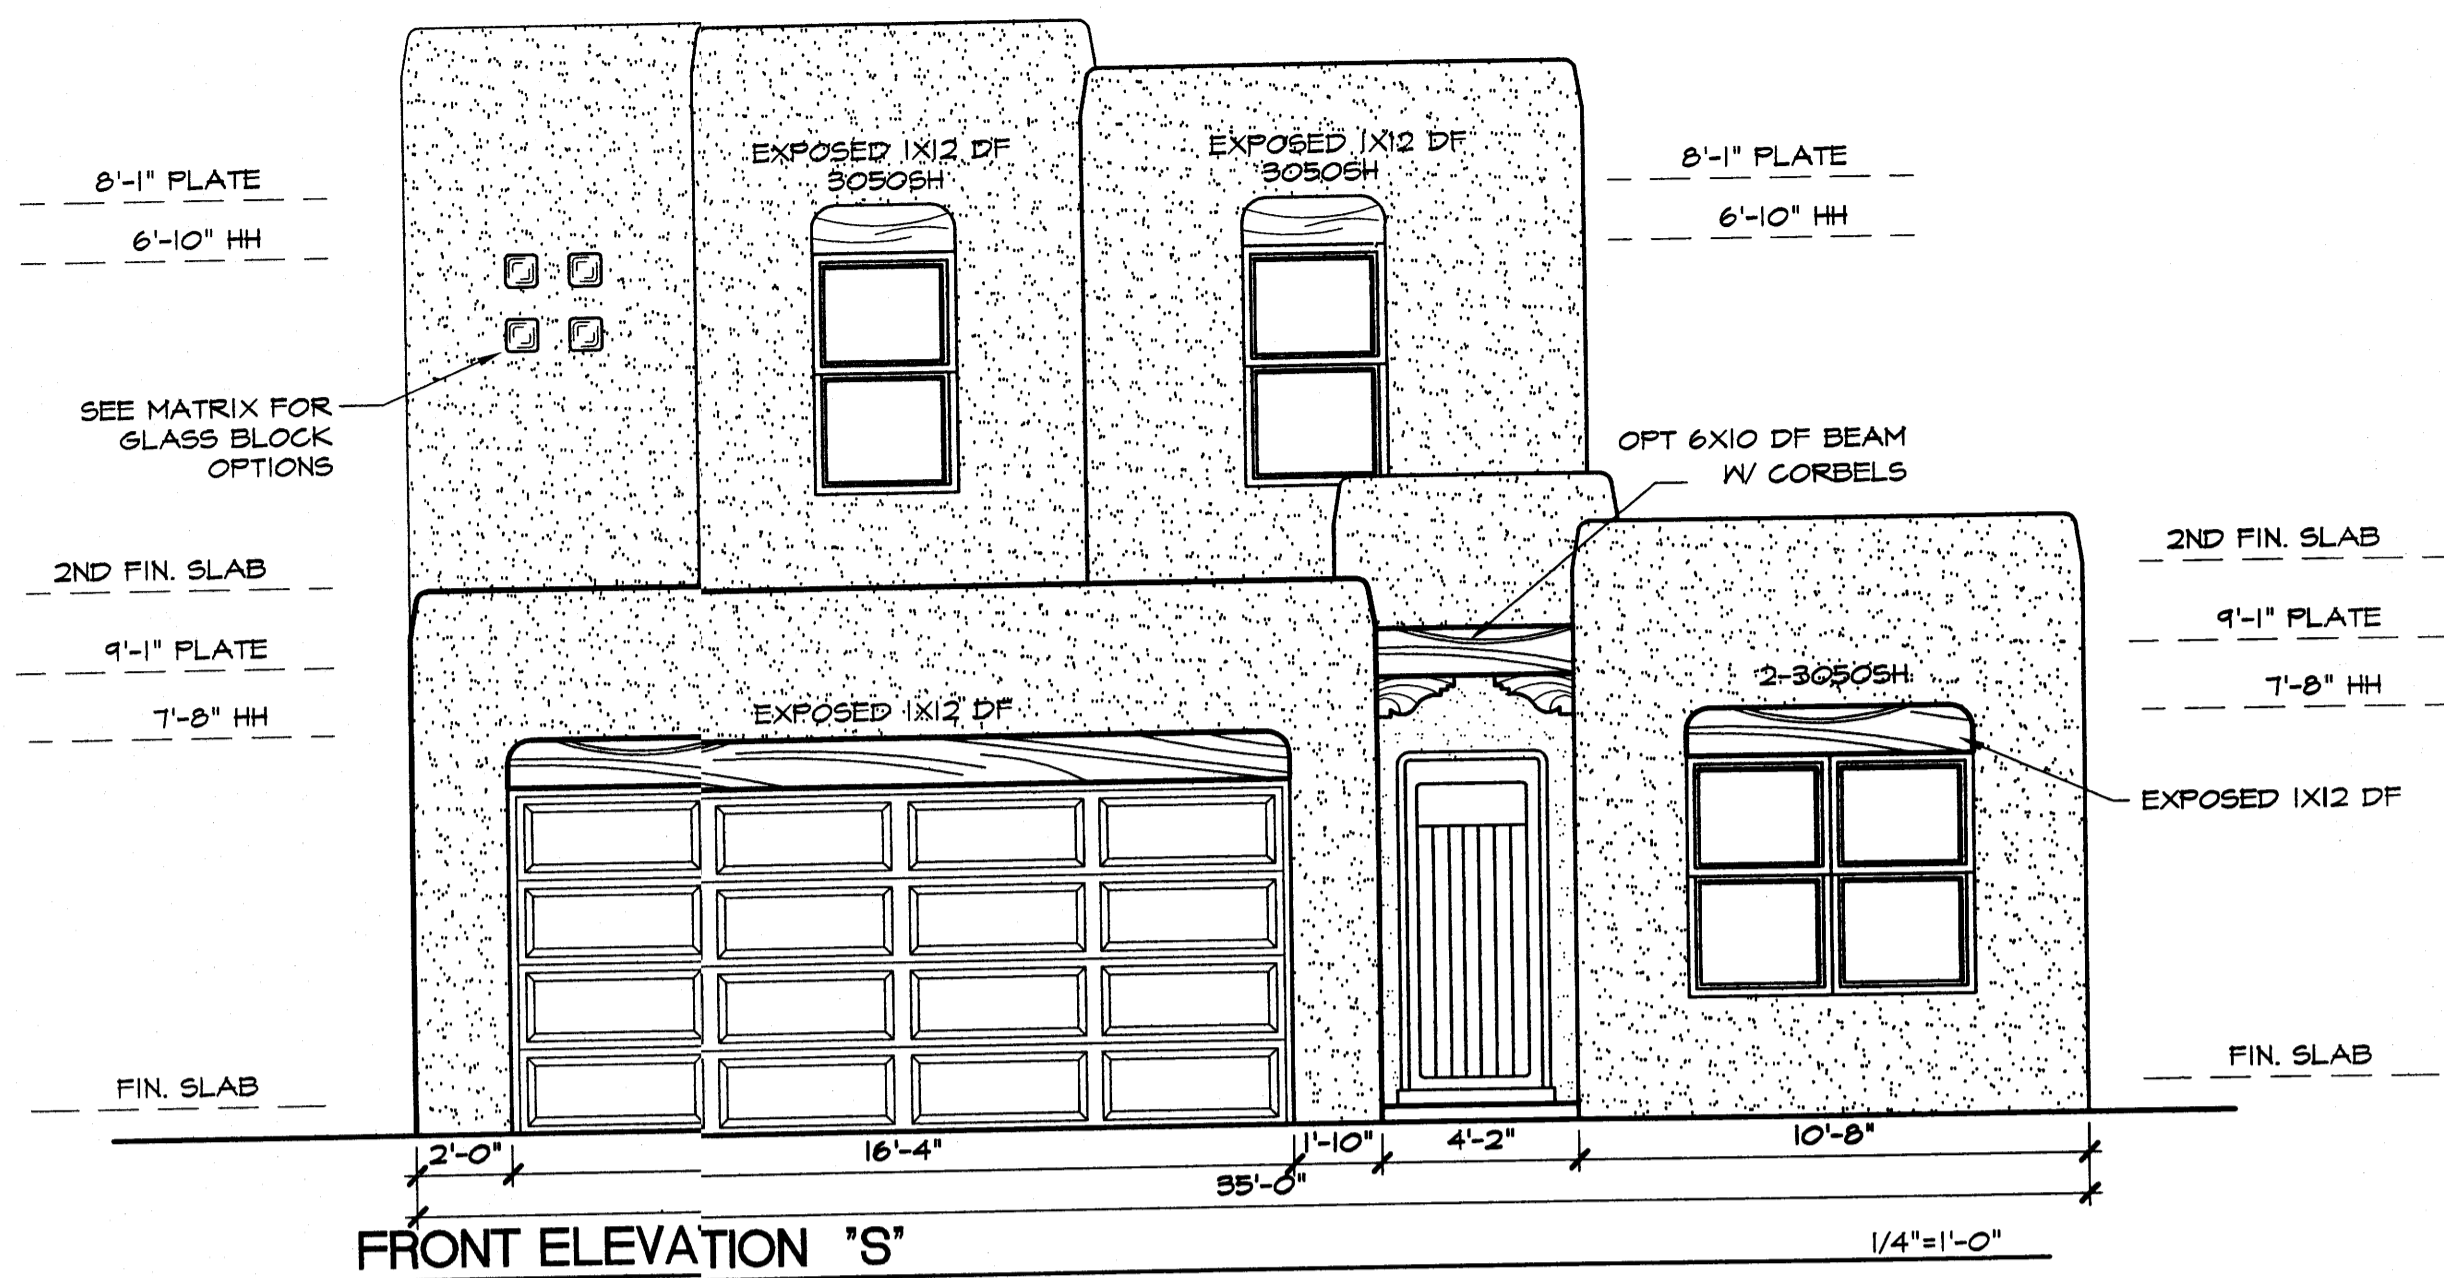 EXPOSED 1X12 DF
3050SH
EXPOSED 1X12 DF
3050SH
8'-1" PLATE
6'-10" HH
8'-1" PLATE
6'-10" HH
SEE MATRIX FOR
GLASS BLOCK
OPTIONS
OPT 6X10 DF BEAM
W/ CORBELS
2ND FIN. SLAB
9'-1" PLATE
7'-8" HH
2ND FIN. SLAB
9'-1" PLATE
7'-8" HH
EXPOSED 1X12 DF
2-3050SH
EXPOSED 1X12 DF
FIN. SLAB
FIN. SLAB
2'-0" 16'-4" 1'-10" 4'-2" 10'-8"
35'-0"
FRONT ELEVATION "S"
1/4"=1'-0"